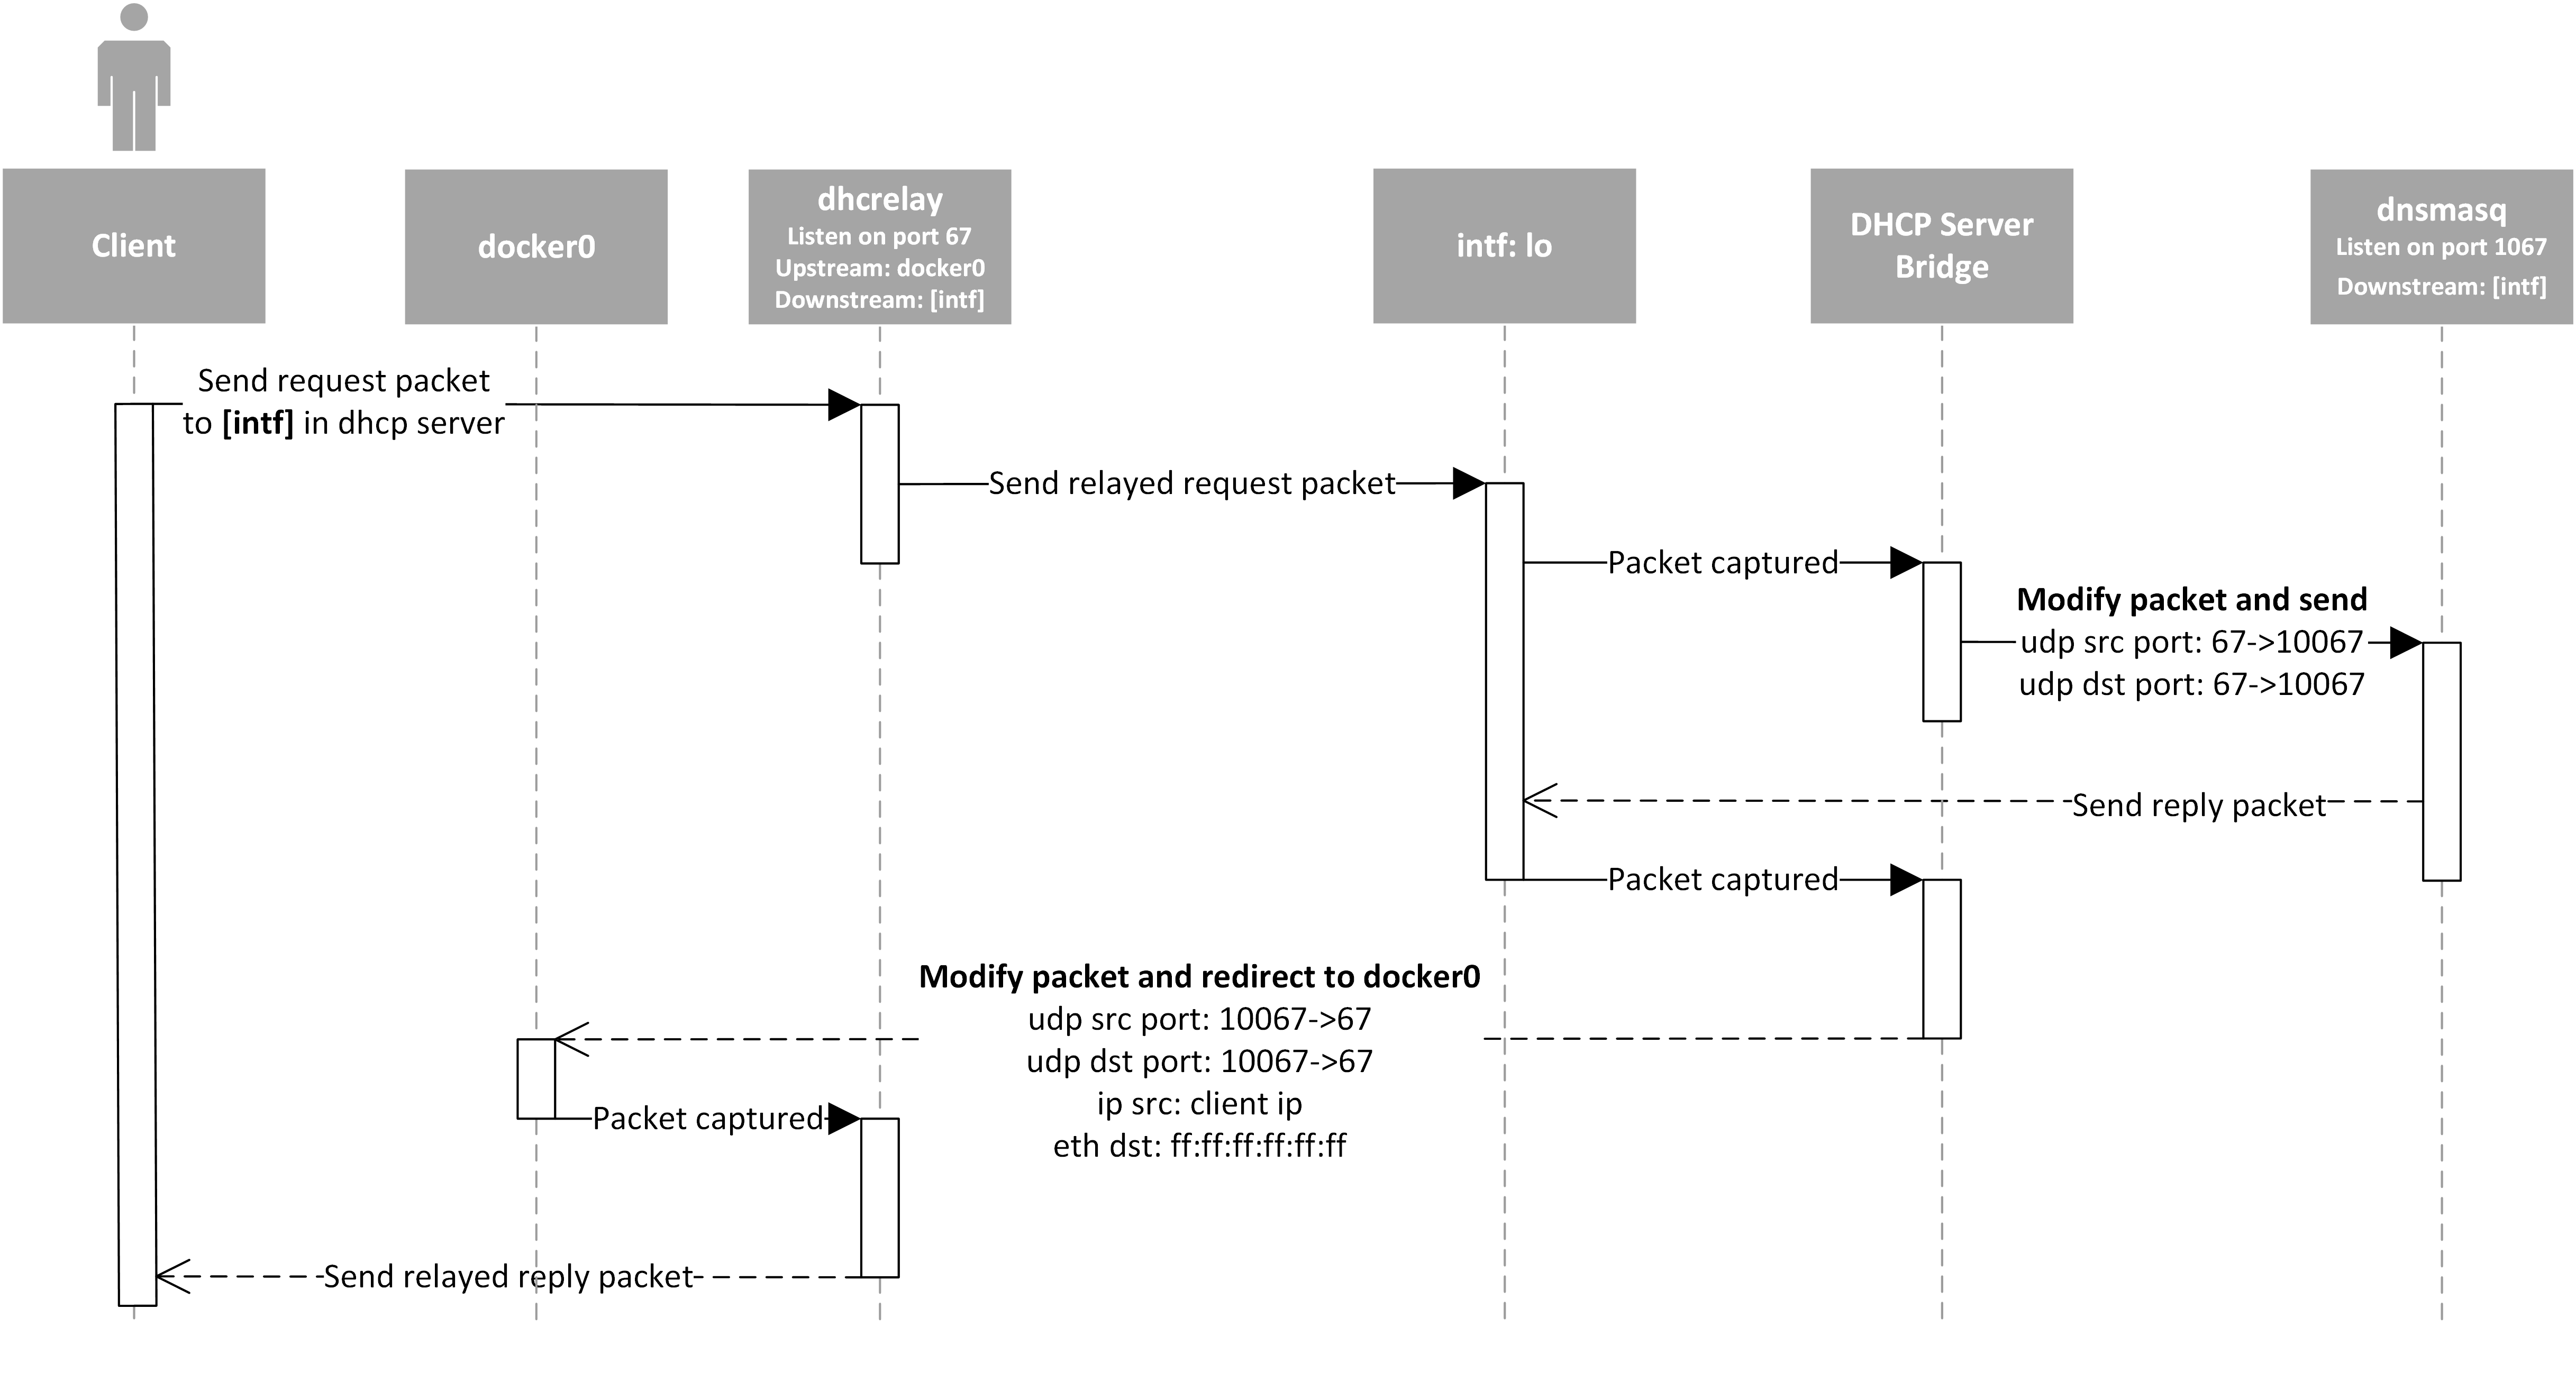 Client
docker0
dhcrelay
Listen on port 67
Upstream: docker0
Downstream: [intf]
intf: lo
DHCP Server
Bridge
dnsmasq
Listen on port 1067
Downstream: [intf]
Send request packet
to [intf] in dhcp server
Send relayed request packet
Packet captured
Modify packet and send
udp src port: 67->10067
udp dst port: 67->10067
Send reply packet
Packet captured
Modify packet and redirect to docker0
udp src port: 10067->67
udp dst port: 10067->67
ip src: client ip
eth dst: ff:ff:ff:ff:ff:ff
Packet captured
Send relayed reply packet